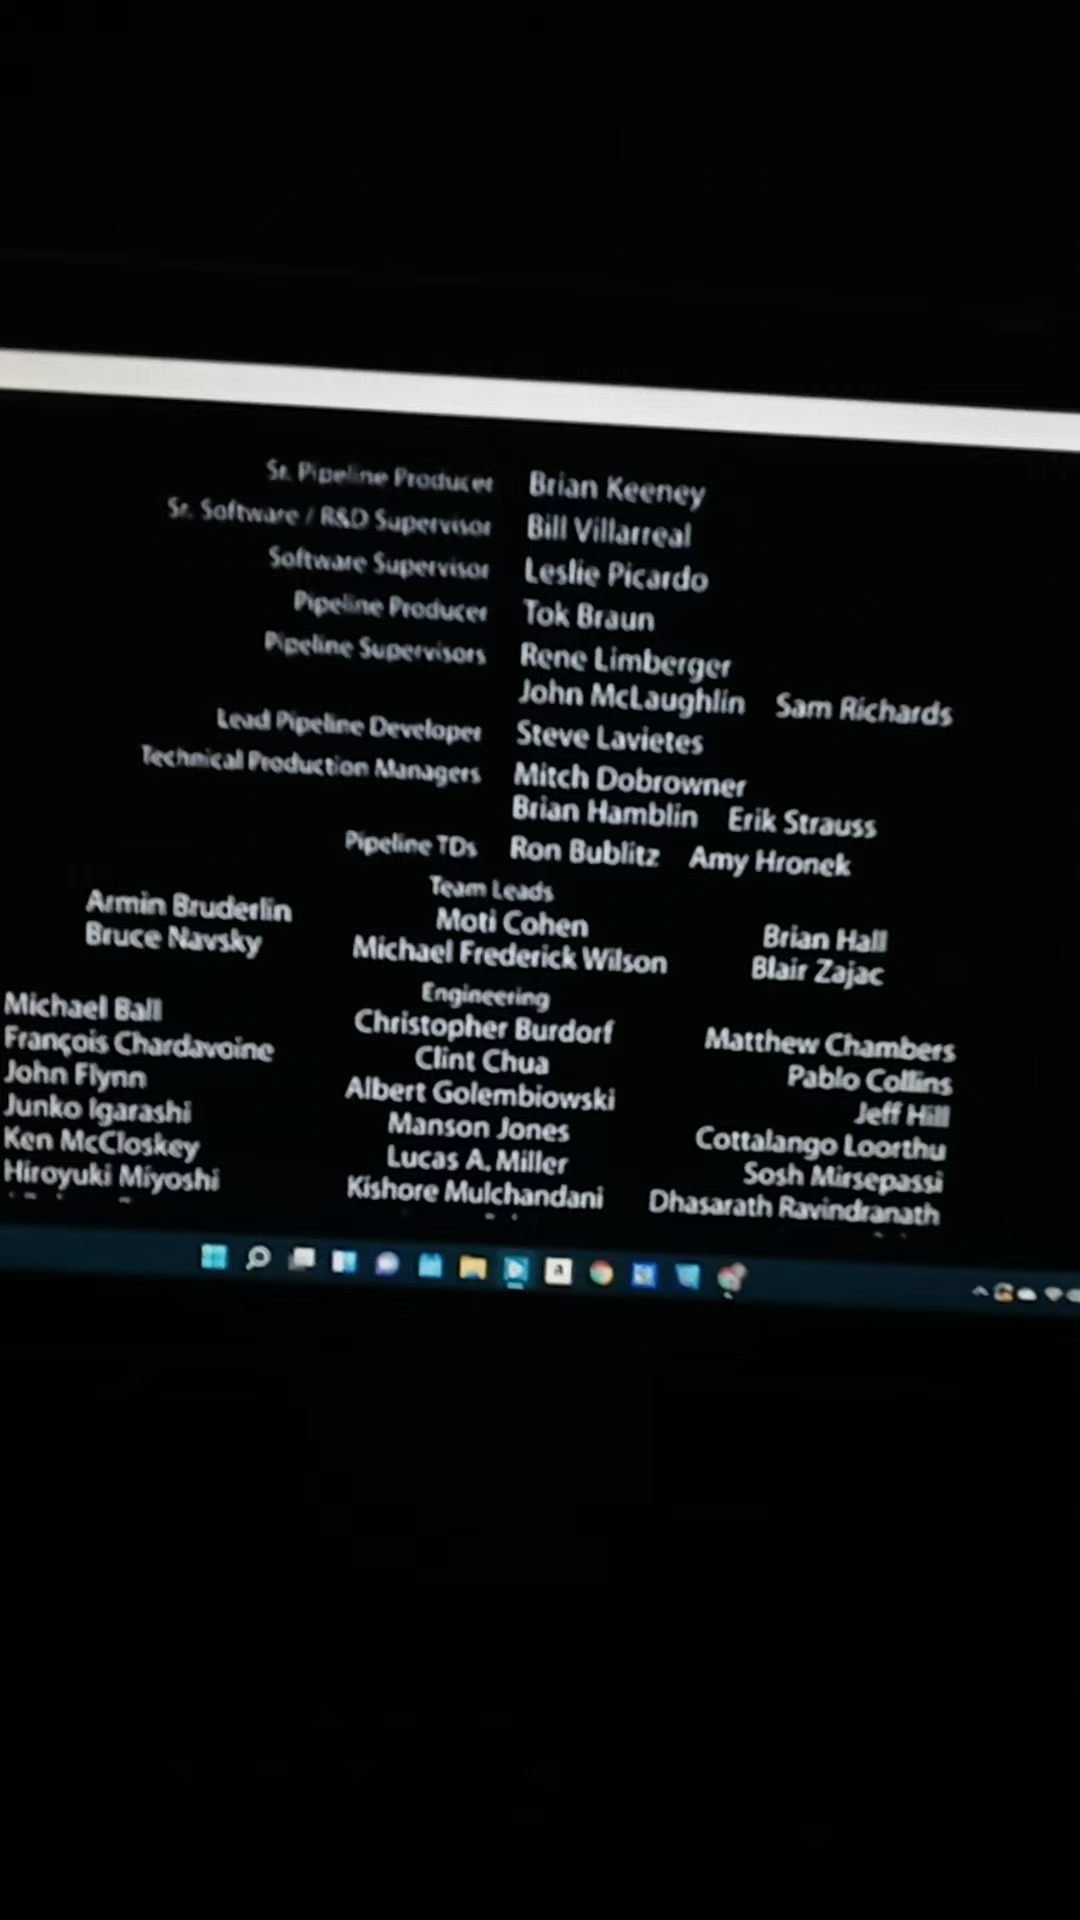 Sr. Pipeline Producer Brian Keeney
Sr. Software / R&D Supervisor Bill Villarreal
Software Supervisor Leslie Picardo
Pipeline Producer Tok Braun
Pipeline Supervisors Rene Limberger
John McLaughlin Sam Richards
Lead Pipeline Developer Steve Lavietes
Technical Production Managers Mitch Dobrowner
Brian Hamblin Erik Strauss
Pipeline TDs Ron Bublitz Amy Hronek
Team Leads
Armin Bruderlin Moti Cohen Brian Hall
Bruce Navsky Michael Frederick Wilson Blair Zajac
Engineering
Michael Ball Christopher Burdorf Matthew Chambers
François Chardavoine Clint Chua Pablo Collins
John Flynn Albert Golembiowski Jeff Hill
Junko Igarashi Manson Jones Cottalango Loorthu
Ken McCloskey Lucas A. Miller Sosh Mirsepassi
Hiroyuki Miyoshi Kishore Mulchandani Dhasarath Ravindranath